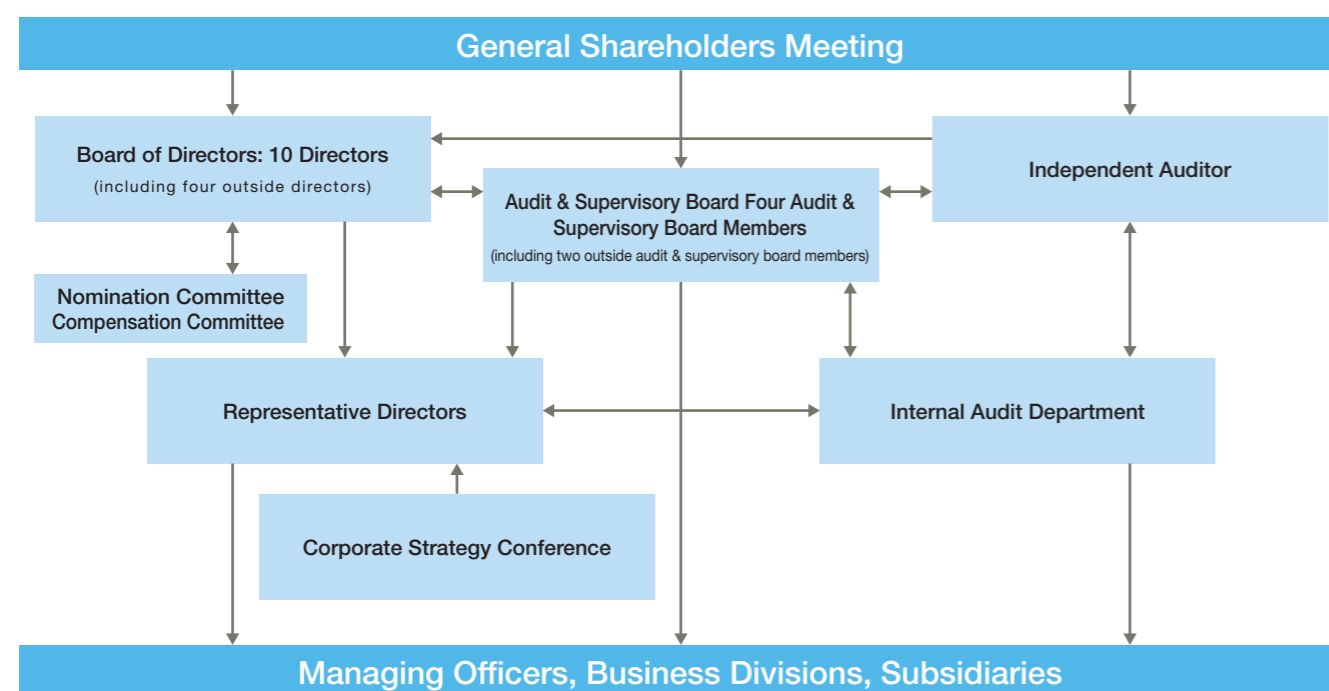 General Shareholders Meeting
Board of Directors: 10 Directors
(including four outside directors)
Independent Auditor
Audit & Supervisory Board Four Audit &
Supervisory Board Members
(including two outside audit & supervisory board members)
Nomination Committee
Compensation Committee
Representative Directors
Internal Audit Department
Corporate Strategy Conference
Managing Officers, Business Divisions, Subsidiaries